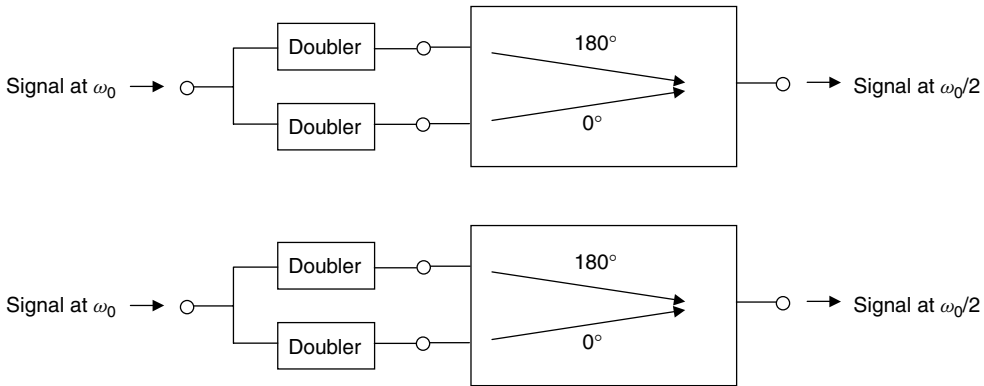 Doubler
180°
Signal at ω₀
Signal at ω₀/2
Doubler
0°
Doubler
180°
Signal at ω₀
Signal at ω₀/2
Doubler
0°